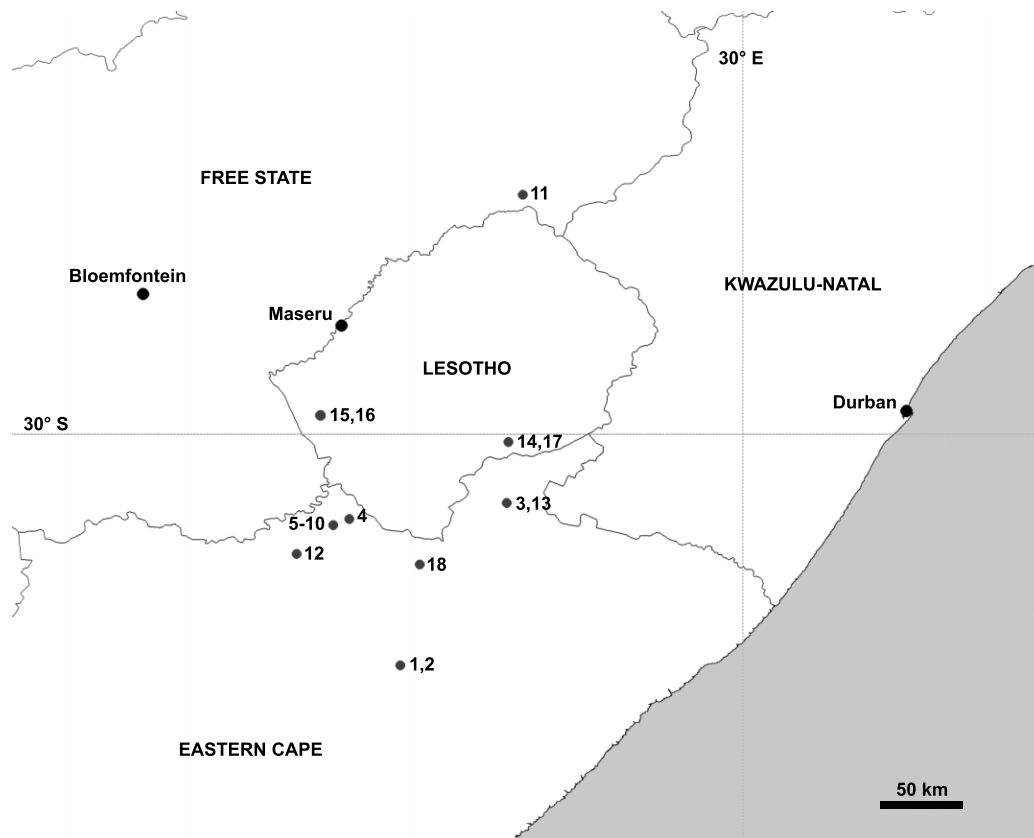 30° E
FREE STATE
11
Bloemfontein
KWAZULU-NATAL
Maseru
LESOTHO
Durban
15,16
30° S
14,17
3,13
4
5-10
12
18
1,2
EASTERN CAPE
50 km